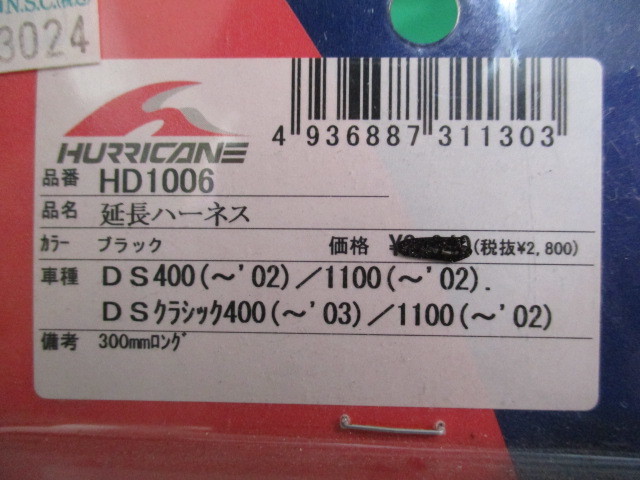 N.S.C.
3024
HURRICANE
4 936887 311303
品番 HD1006
品名 延長ハーネス
ｶﾗｰ ブラック 価格 (税抜¥2,800)
車種 DS400(～'02)／1100(～'02).
DSｸﾗｼｯｸ400(～'03)／1100(～'02)
備考 300mmﾛﾝｸﾞ